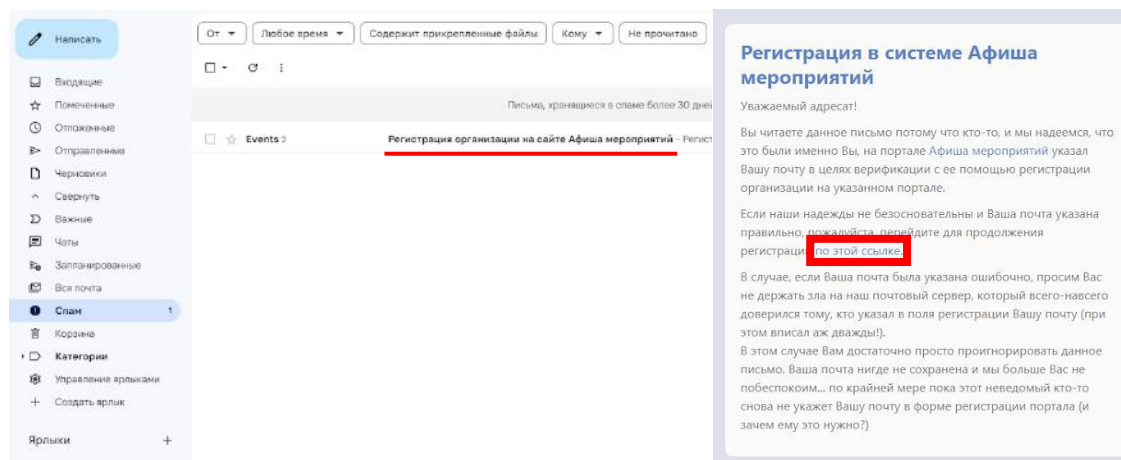 Написать
От
Любое время
Содержит прикрепленные файлы
Кому
Не прочитано
Входящие
Помеченные
Отложенные
Отправленные
Черновики
Свернуть
Важные
Чаты
Запланированные
Вся почта
Спам 1
Корзина
Категории
Управление ярлыками
Создать ярлык
Ярлыки +
Письма, хранящиеся в спаме более 30 дней
Events 2 Регистрация организации на сайте Афиша мероприятий - Регист
Регистрация в системе Афиша
мероприятий
Уважаемый адресат!
Вы читаете данное письмо потому что кто-то, и мы надеемся, что
это были именно Вы, на портале Афиша мероприятий указал
Вашу почту в целях верификации с ее помощью регистрации
организации на указанном портале.
Если наши надежды не безосновательны и Ваша почта указана
правильно, пожалуйста, перейдите для продолжения
регистрации по этой ссылке.
В случае, если Ваша почта была указана ошибочно, просим Вас
не держать зла на наш почтовый сервер, который всего-навсего
доверился тому, кто указал в поля регистрации Вашу почту (при
этом вписал аж дважды!).
В этом случае Вам достаточно просто проигнорировать данное
письмо. Ваша почта нигде не сохранена и мы больше Вас не
побеспокоим... по крайней мере пока этот неведомый кто-то
снова не укажет Вашу почту в форме регистрации портала (и
зачем ему это нужно?)